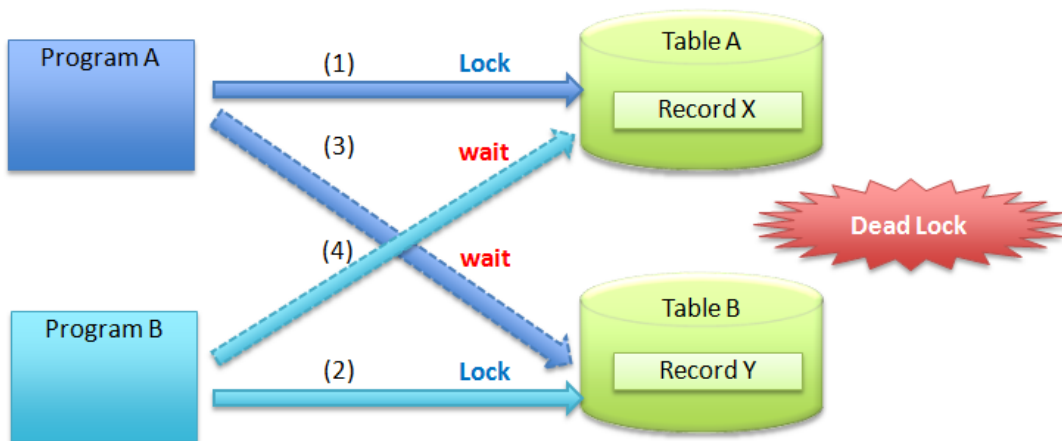 Program A
(1)
Lock
Table A
Record X
(3)
wait
Dead Lock
(4)
wait
Program B
(2)
Lock
Table B
Record Y